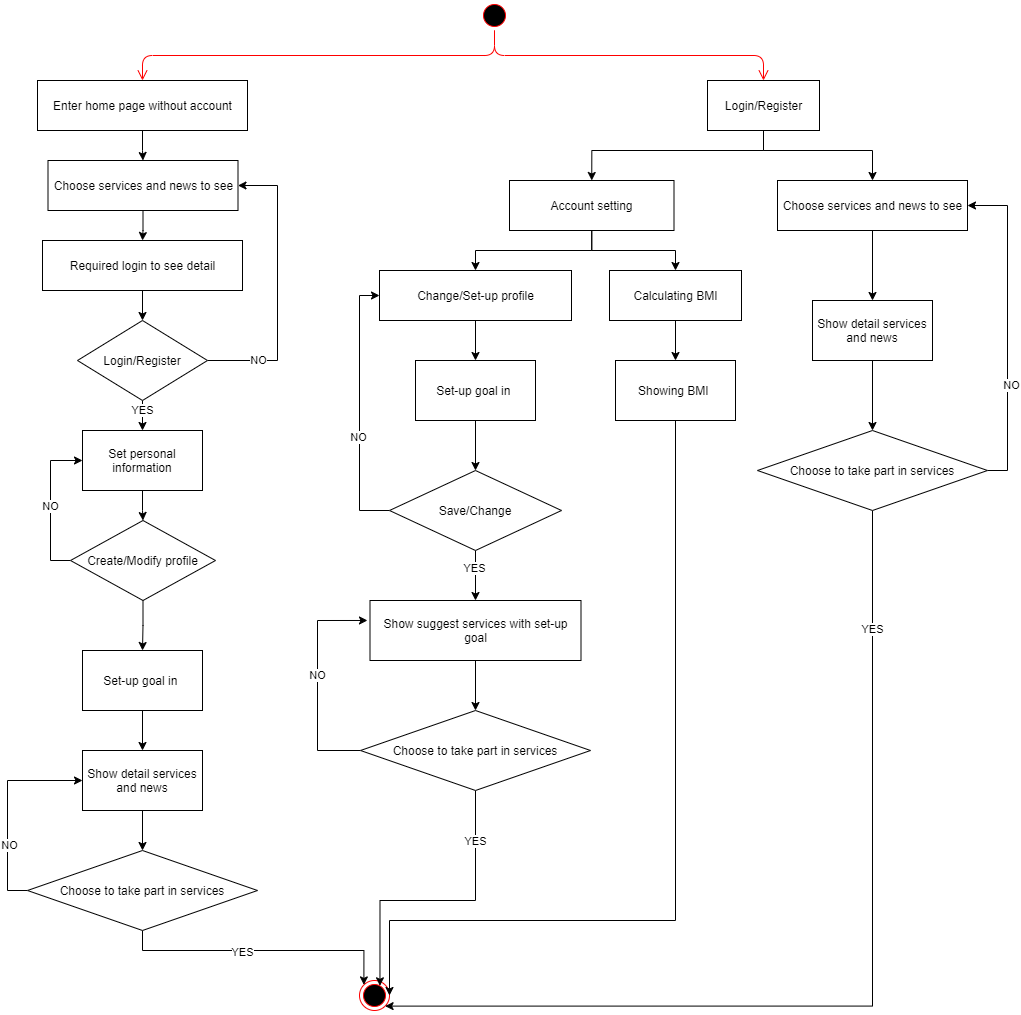 Enter home page without account
Login/Register
Choose services and news to see
Account setting
Choose services and news to see
Required login to see detail
Change/Set-up profile
Calculating BMI
Show detail services
and news
Login/Register
NO
Set-up goal in
Showing BMI
NO
YES
NO
Set personal
information
Choose to take part in services
NO
Save/Change
Create/Modify profile
YES
Show suggest services with set-up
goal
YES
NO
Set-up goal in
Choose to take part in services
Show detail services
and news
NO
YES
Choose to take part in services
YES